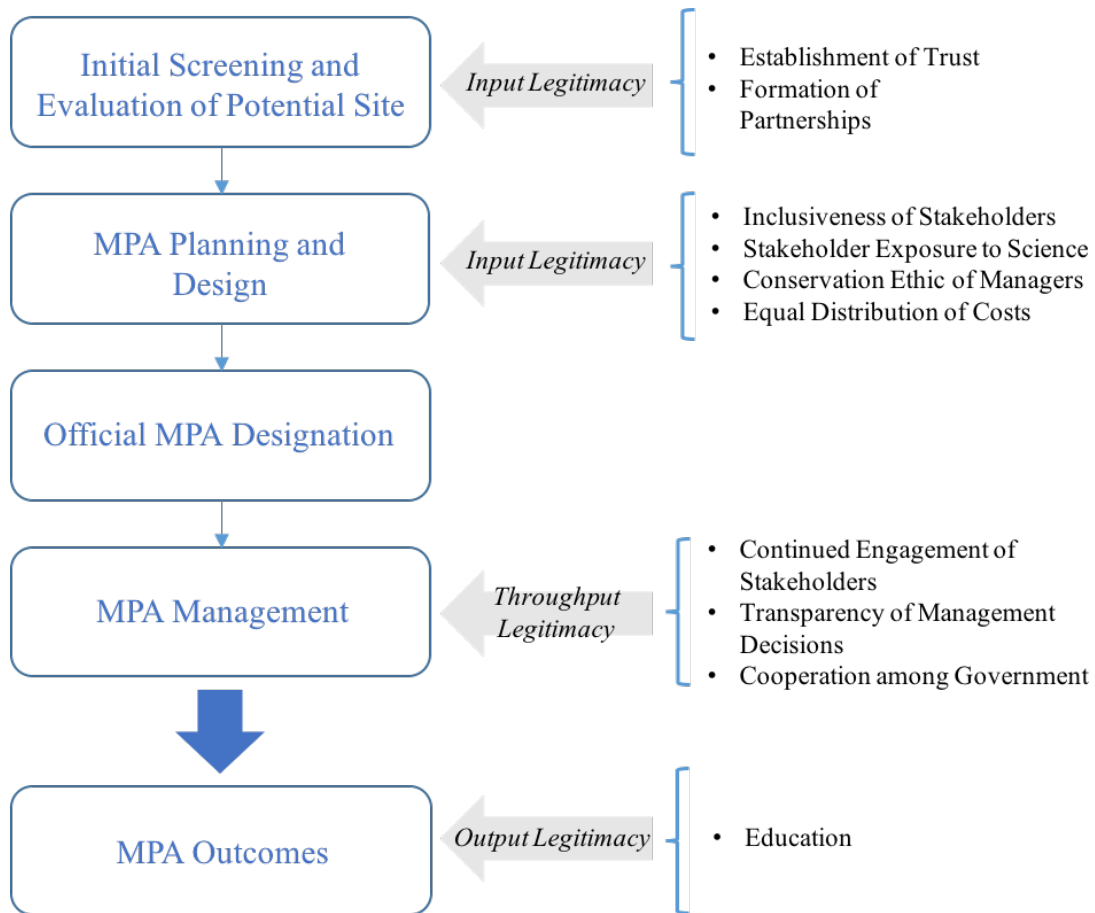 Initial Screening and
Evaluation of Potential Site
Input Legitimacy
• Establishment of Trust
• Formation of
Partnerships
MPA Planning and
Design
Input Legitimacy
• Inclusiveness of Stakeholders
• Stakeholder Exposure to Science
• Conservation Ethic of Managers
• Equal Distribution of Costs
Official MPA Designation
MPA Management
Throughput
Legitimacy
• Continued Engagement of
Stakeholders
• Transparency of Management
Decisions
• Cooperation among Government
MPA Outcomes
Output Legitimacy
• Education